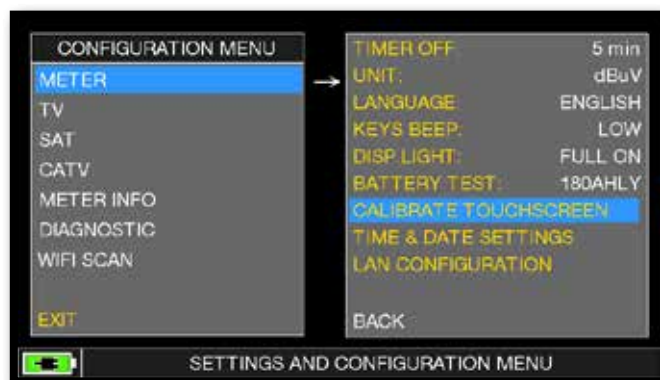 CONFIGURATION MENU
METER
TV
SAT
CATV
METER INFO
DIAGNOSTIC
WIFI SCAN
EXIT
→
TIMER OFF 5 min
UNIT: dBuV
LANGUAGE ENGLISH
KEYS BEEP: LOW
DISP LIGHT: FULL ON
BATTERY TEST: 180AHLY
CALIBRATE TOUCHSCREEN
TIME & DATE SETTINGS
LAN CONFIGURATION
BACK
SETTINGS AND CONFIGURATION MENU